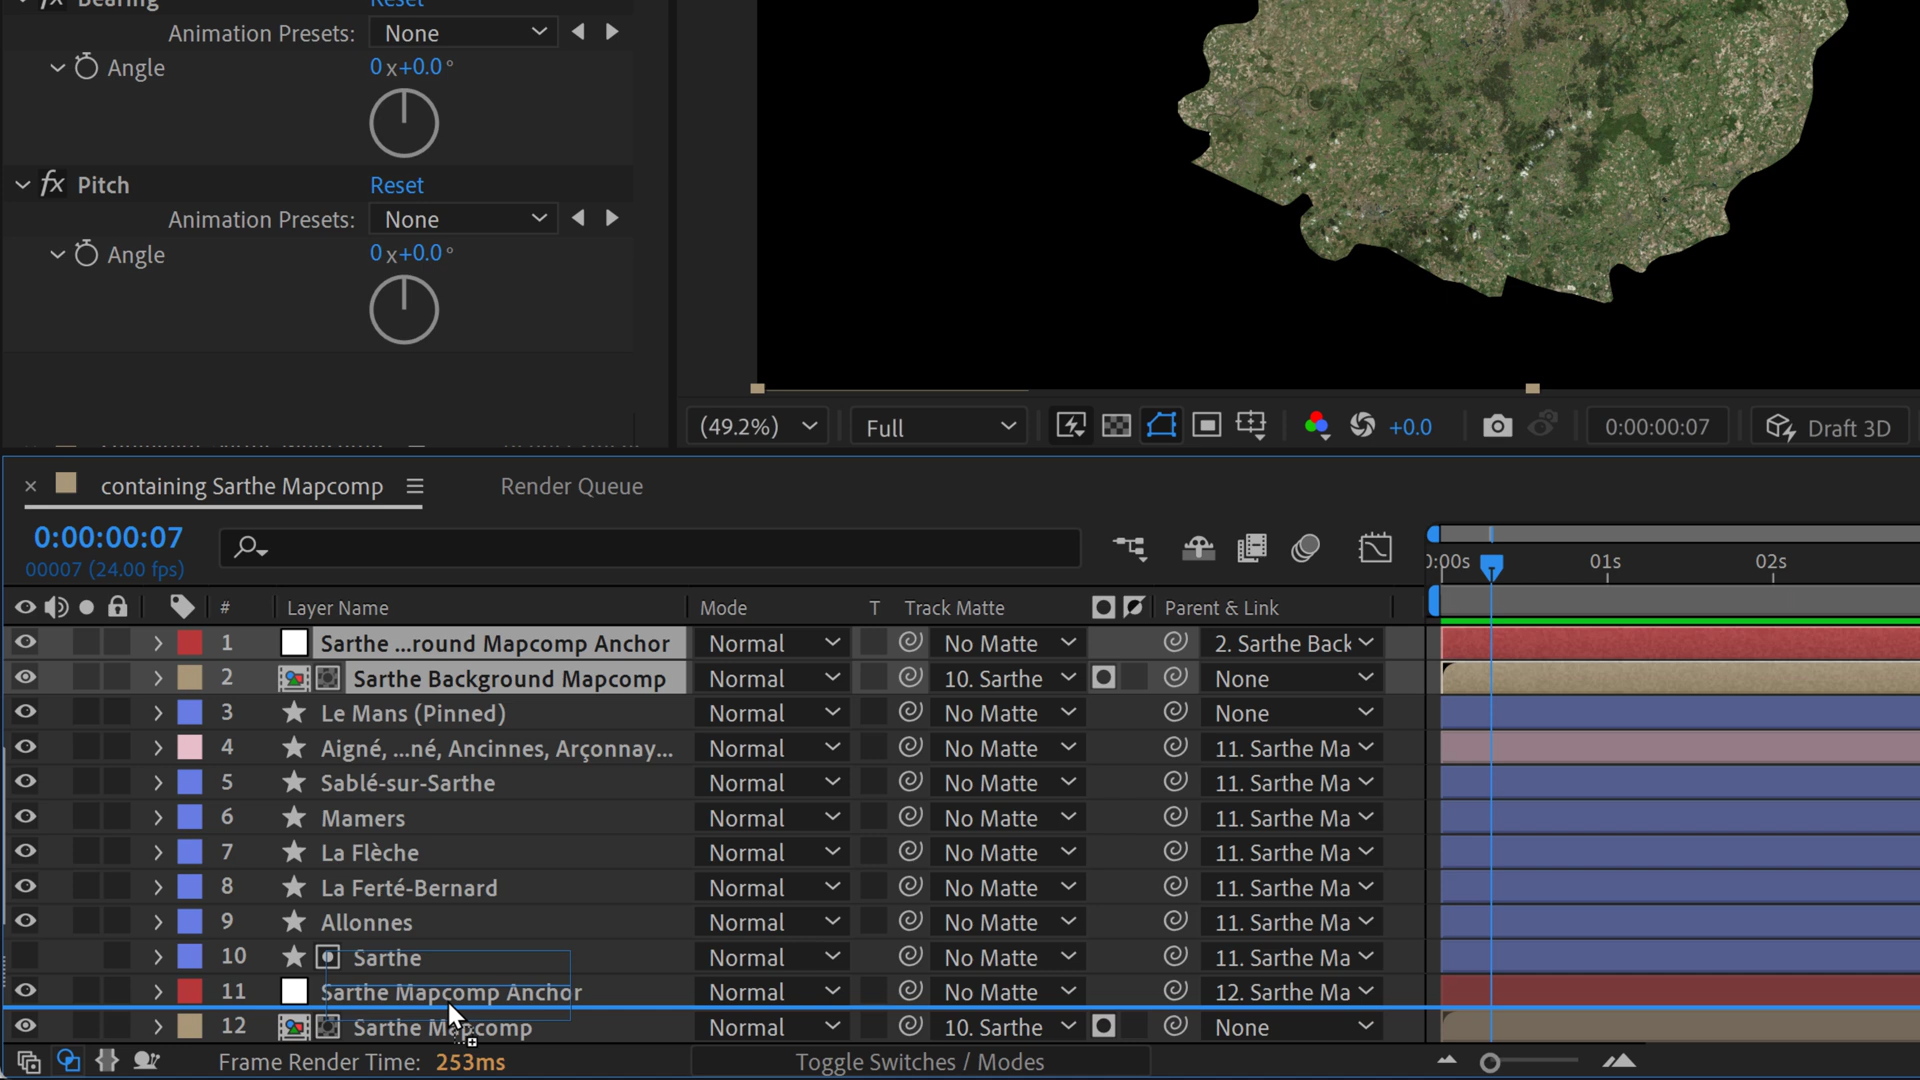 fx Bearing Reset
Animation Presets: None
Angle 0 x+0.0 °
fx Pitch Reset
Animation Presets: None
Angle 0 x+0.0 °
(49.2%) Full +0.0 0:00:00:07 Draft 3D
containing Sarthe Mapcomp Render Queue
0:00:00:07
00007 (24.00 fps)
0:00s 01s 02s
# Layer Name Mode T Track Matte Parent & Link
1 Sarthe ...round Mapcomp Anchor Normal No Matte 2. Sarthe Back
2 Sarthe Background Mapcomp Normal 10. Sarthe None
3 Le Mans (Pinned) Normal No Matte None
4 Aigné, ...né, Ancinnes, Arçonnay... Normal No Matte 11. Sarthe Ma
5 Sablé-sur-Sarthe Normal No Matte 11. Sarthe Ma
6 Mamers Normal No Matte 11. Sarthe Ma
7 La Flèche Normal No Matte 11. Sarthe Ma
8 La Ferté-Bernard Normal No Matte 11. Sarthe Ma
9 Allonnes Normal No Matte 11. Sarthe Ma
10 Sarthe Normal No Matte 11. Sarthe Ma
11 Sarthe Mapcomp Anchor Normal No Matte 12. Sarthe Ma
12 Sarthe Mapcomp Normal 10. Sarthe None
Frame Render Time: 253ms Toggle Switches / Modes